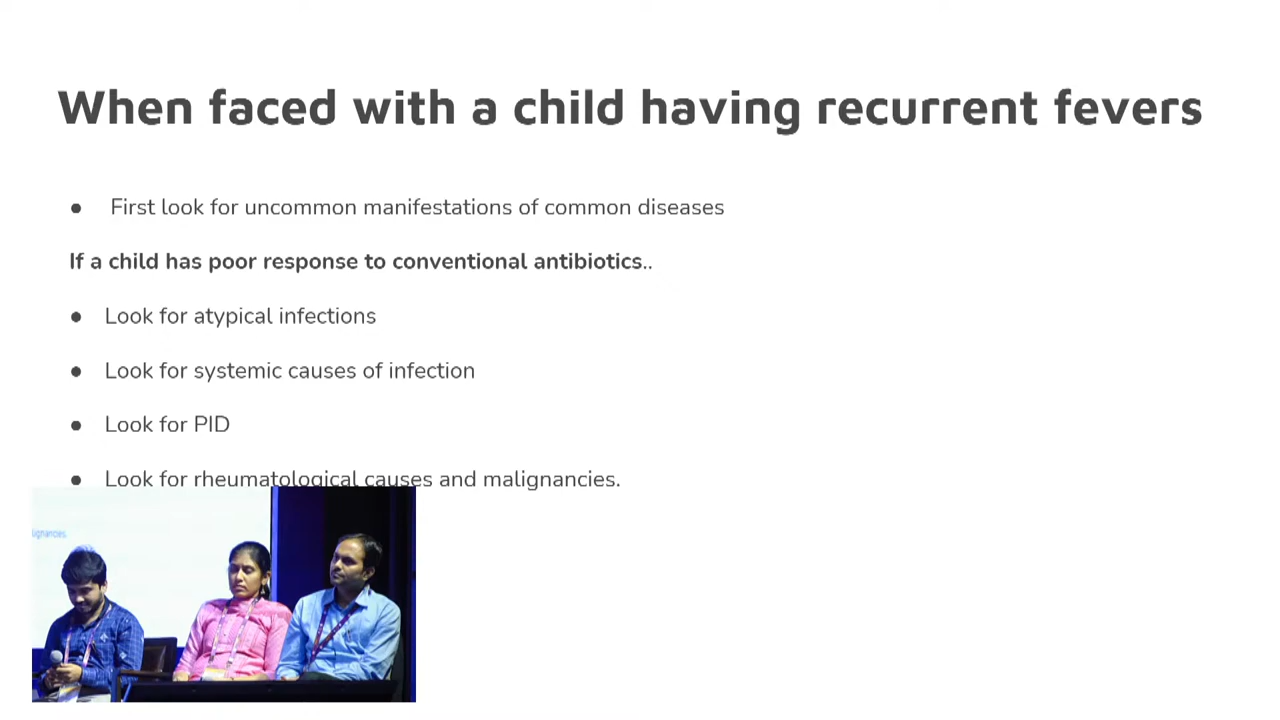 When faced with a child having recurrent fevers
● First look for uncommon manifestations of common diseases
If a child has poor response to conventional antibiotics..
● Look for atypical infections
● Look for systemic causes of infection
● Look for PID
● Look for rheumatological causes and malignancies.